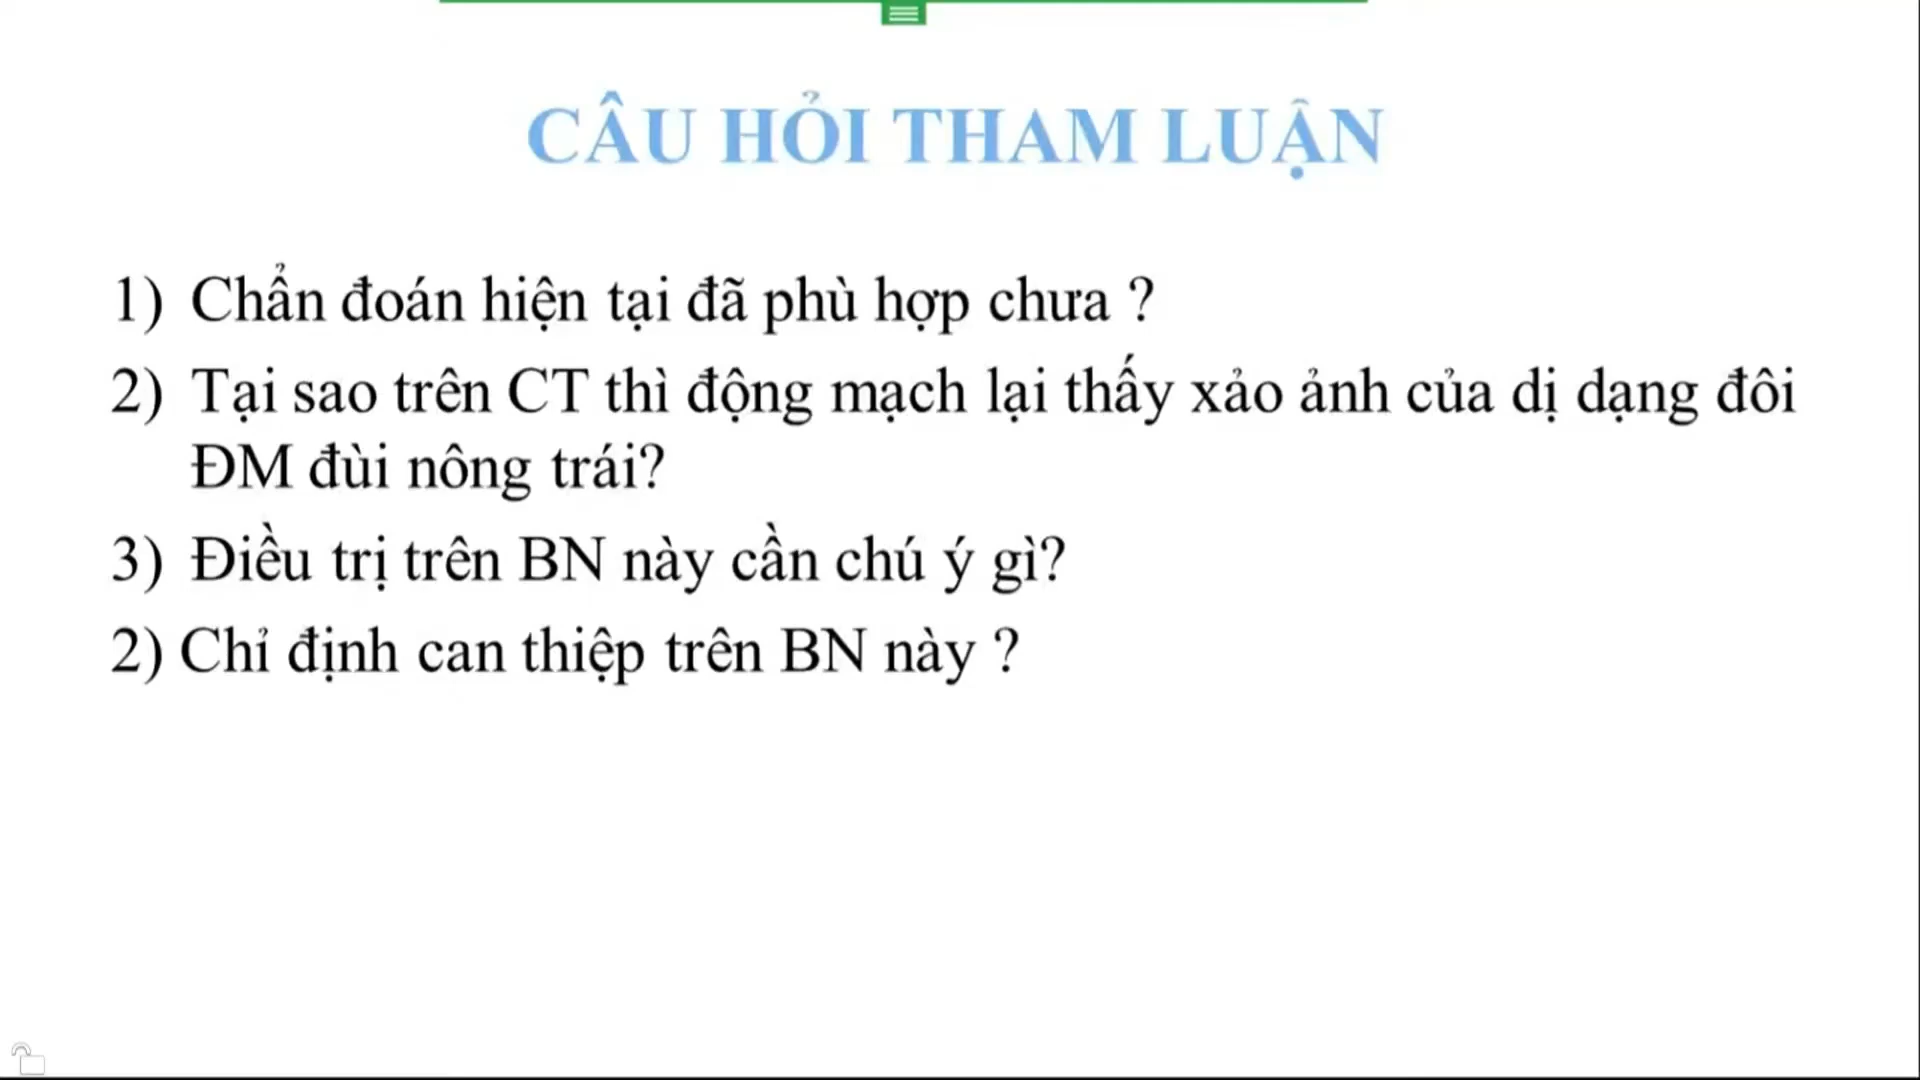 CÂU HỎI THAM LUẬN
1) Chẩn đoán hiện tại đã phù hợp chưa ?
2) Tại sao trên CT thì động mạch lại thấy xảo ảnh của dị dạng đôi
ĐM đùi nông trái?
3) Điều trị trên BN này cần chú ý gì?
2) Chỉ định can thiệp trên BN này ?